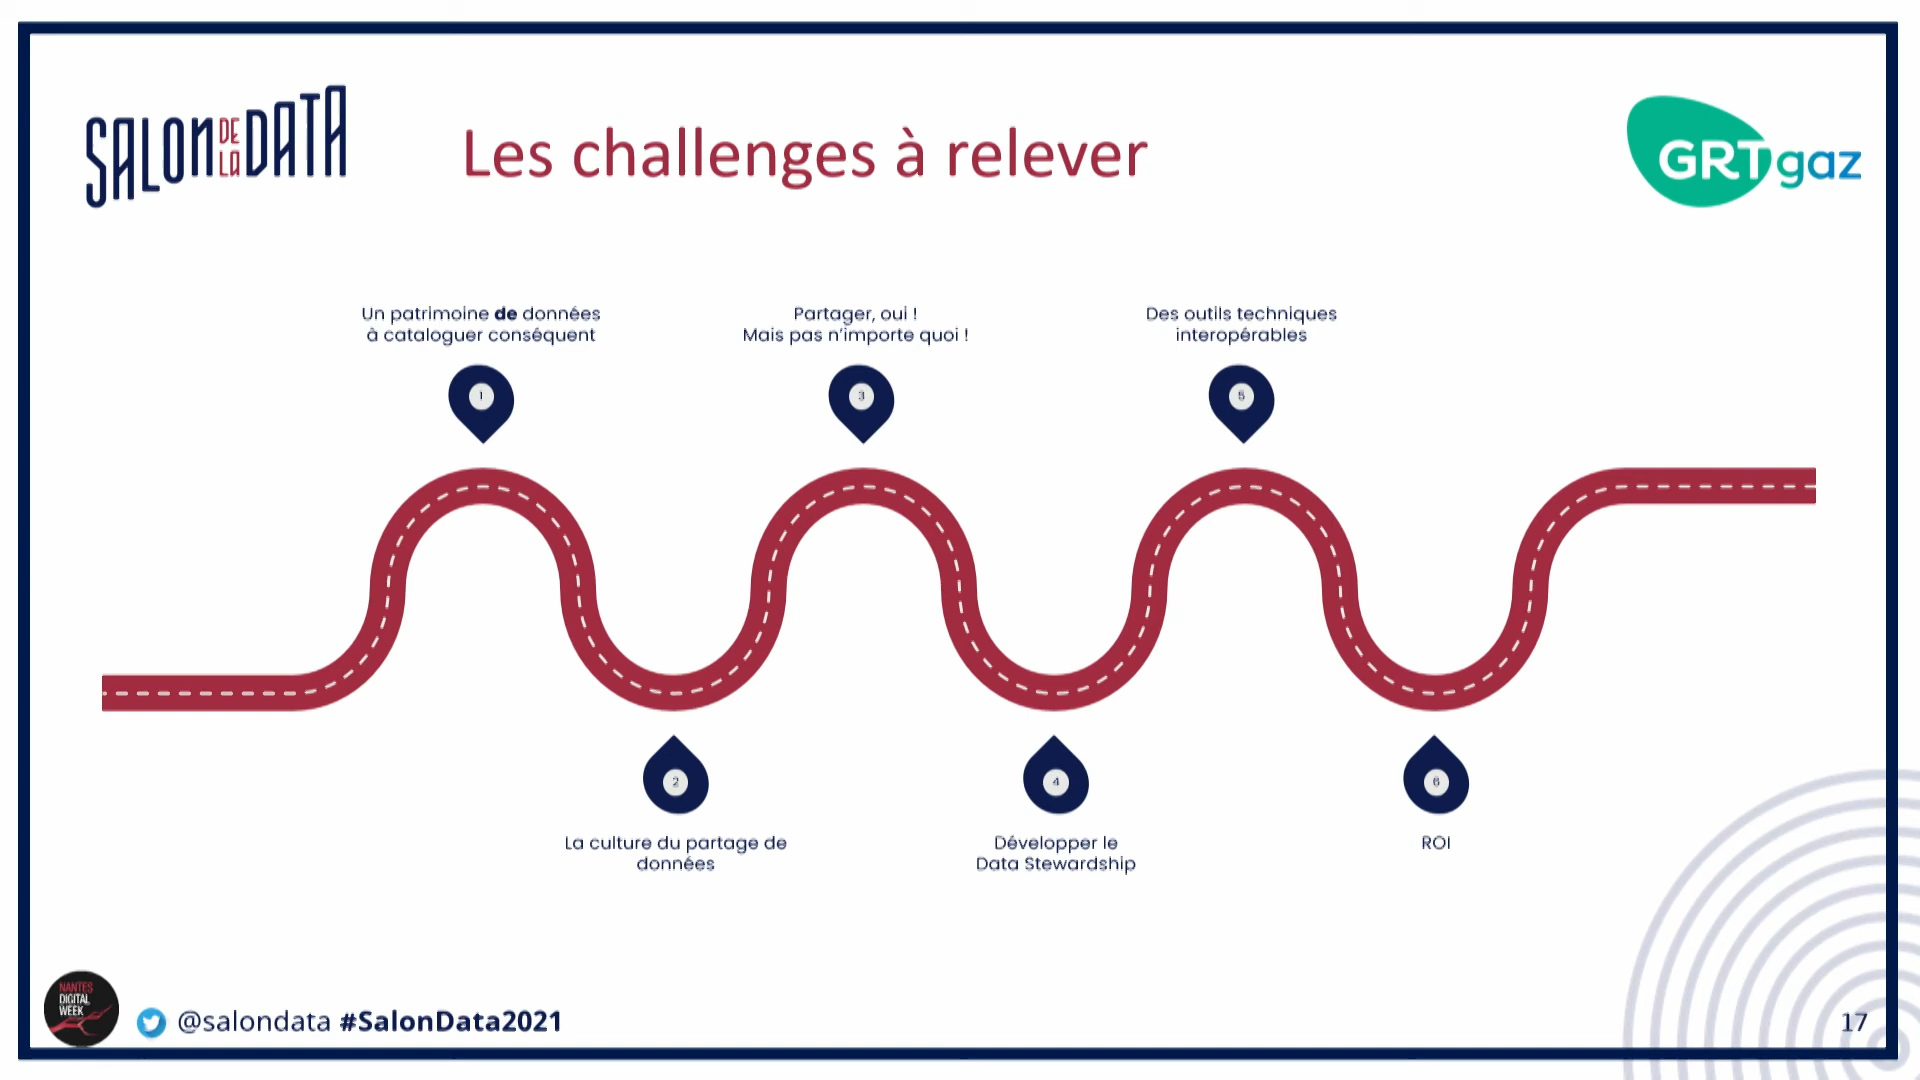 SALON DE LA DATA
Les challenges à relever
GRTgaz
Un patrimoine de données
à cataloguer conséquent
1
Partager, oui !
Mais pas n'importe quoi !
3
Des outils techniques
interopérables
5
2
La culture du partage de
données
4
Développer le
Data Stewardship
6
ROI
NANTES
DIGITAL
WEEK
@salondata #SalonData2021
17